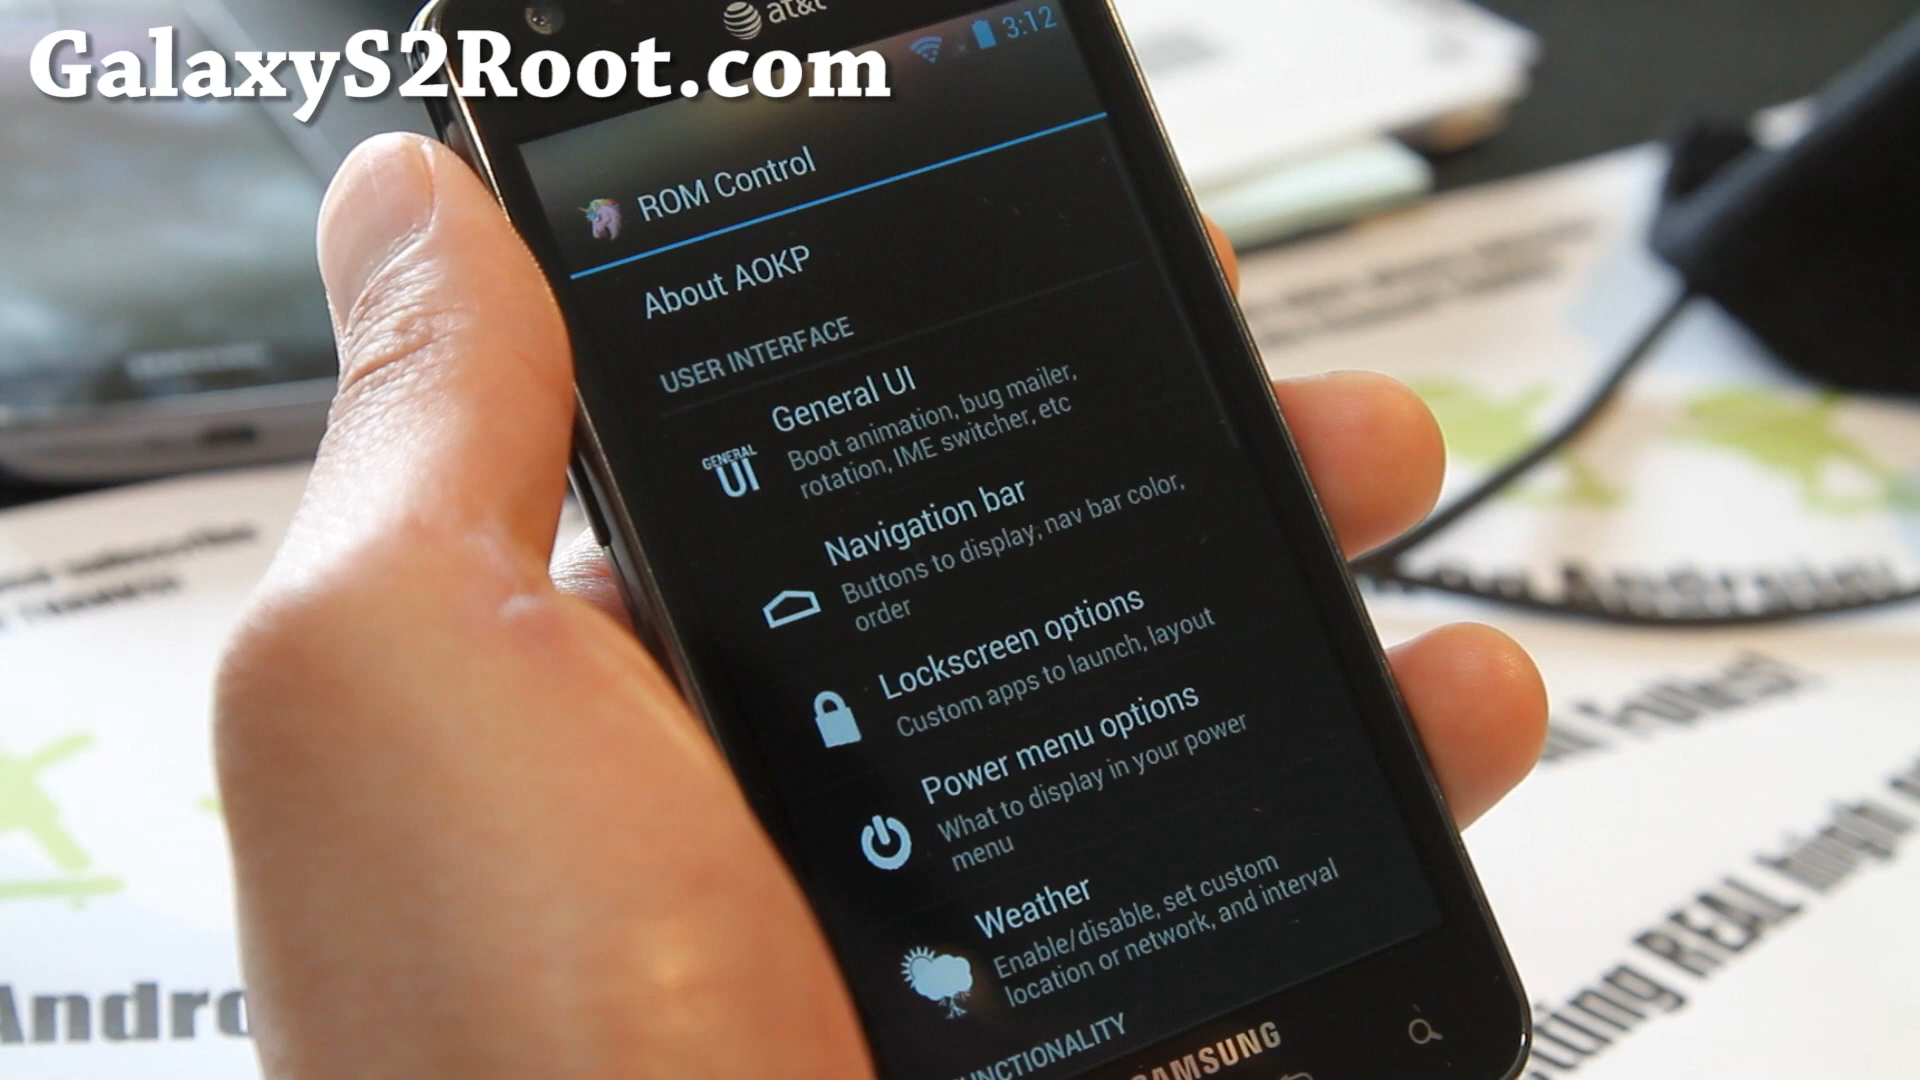 GalaxyS2Root.com
at&t
3:12
ROM Control
About AOKP
USER INTERFACE
GENERAL
UI
General UI
Boot animation, bug mailer,
rotation, IME switcher, etc
Navigation bar
Buttons to display, nav bar color,
order
Lockscreen options
Custom apps to launch, layout
Power menu options
What to display in your power
menu
Weather
Enable/disable, set custom
location or network, and interval
UNCTIONALITY
SAMSUNG
Andro
REAL high